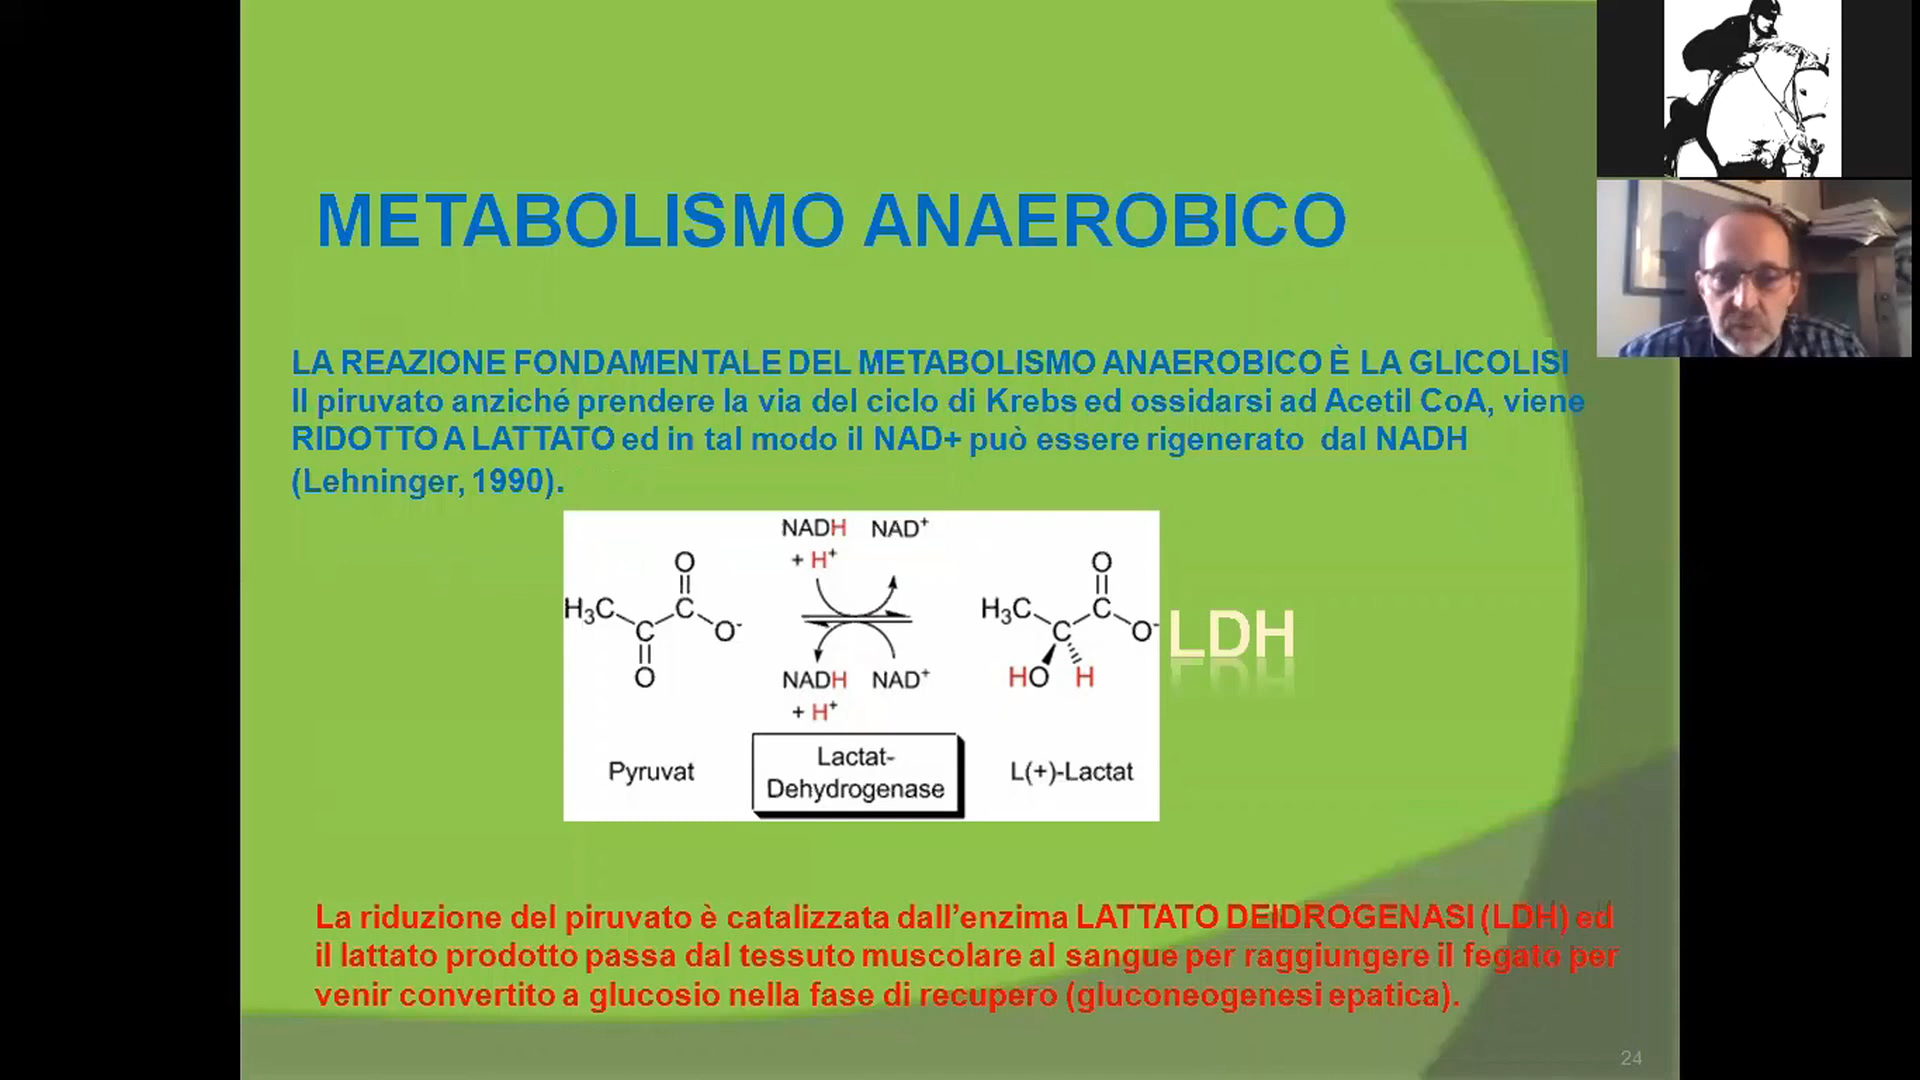 METABOLISMO ANAEROBICO
LA REAZIONE FONDAMENTALE DEL METABOLISMO ANAEROBICO È LA GLICOLISI
Il piruvato anziché prendere la via del ciclo di Krebs ed ossidarsi ad Acetil CoA, viene
RIDOTTO A LATTATO ed in tal modo il NAD+ può essere rigenerato dal NADH
(Lehninger, 1990).
NADH NAD+
+ H+
O
H3C C
C O-
O
O
H3C C
C O-
HO H
LDH
NADH NAD+
+ H+
Pyruvat
Lactat-
Dehydrogenase
L(+)-Lactat
La riduzione del piruvato è catalizzata dall'enzima LATTATO DEIDROGENASI (LDH) ed
il lattato prodotto passa dal tessuto muscolare al sangue per raggiungere il fegato per
venir convertito a glucosio nella fase di recupero (gluconeogenesi epatica).
24